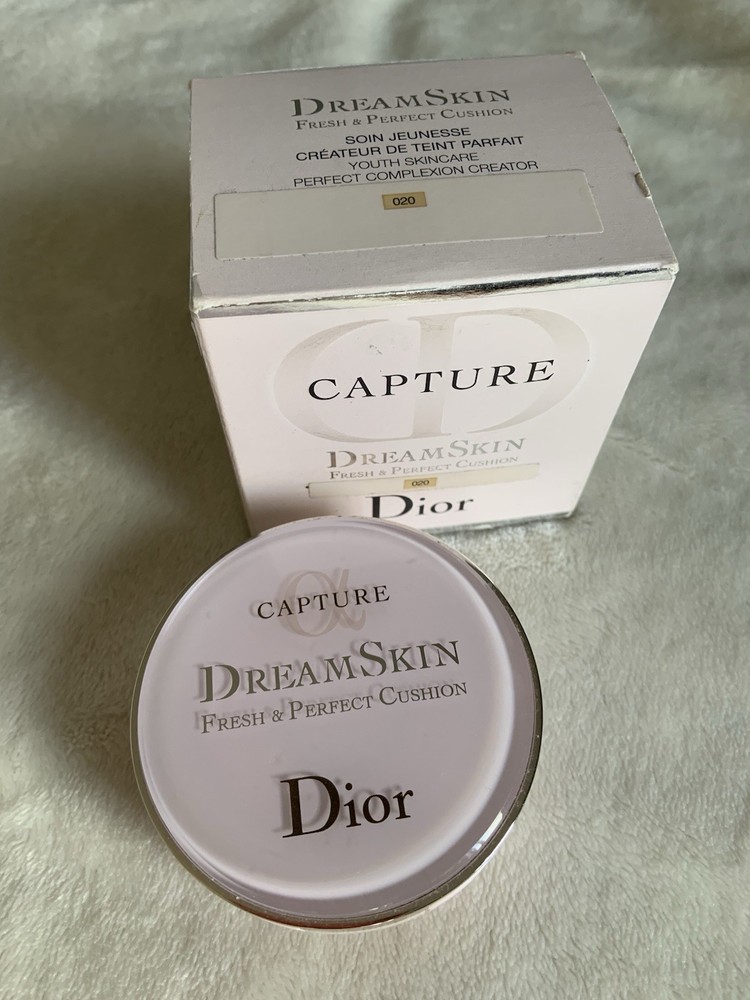 DREAMSKIN
FRESH & PERFECT CUSHION
SOIN JEUNESSE
CRÉATEUR DE TEINT PARFAIT
YOUTH SKINCARE
PERFECT COMPLEXION CREATOR
020
CD
CAPTURE
DREAMSKIN
FRESH & PERFECT CUSHION
020
Dior
α
CAPTURE
DREAMSKIN
FRESH & PERFECT CUSHION
Dior